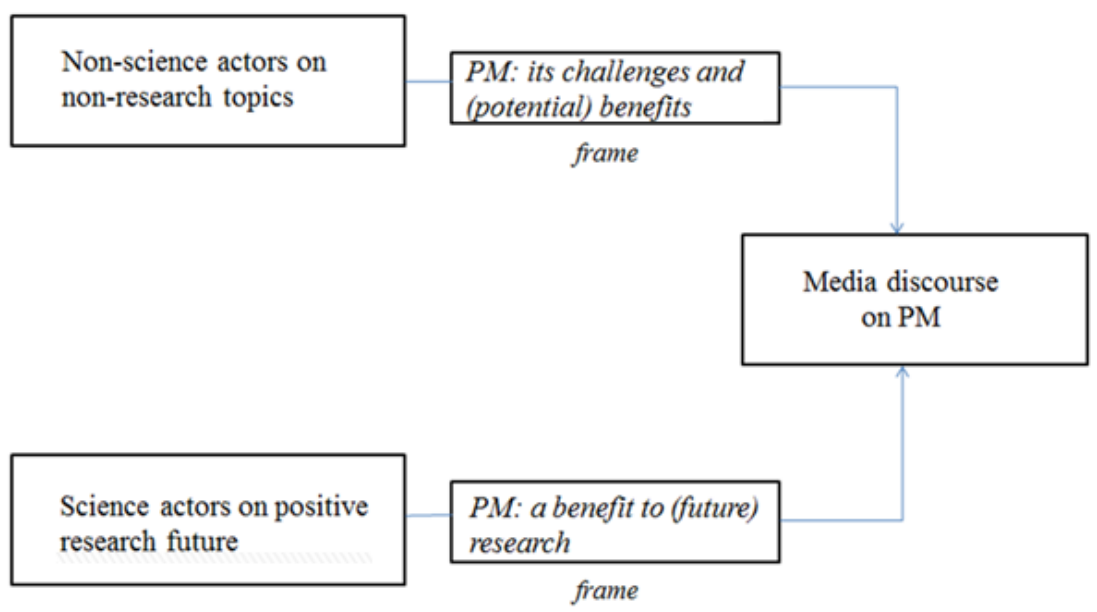 Non-science actors on
non-research topics
PM: its challenges and
(potential) benefits
frame
Media discourse
on PM
Science actors on positive
research future
PM: a benefit to (future)
research
frame